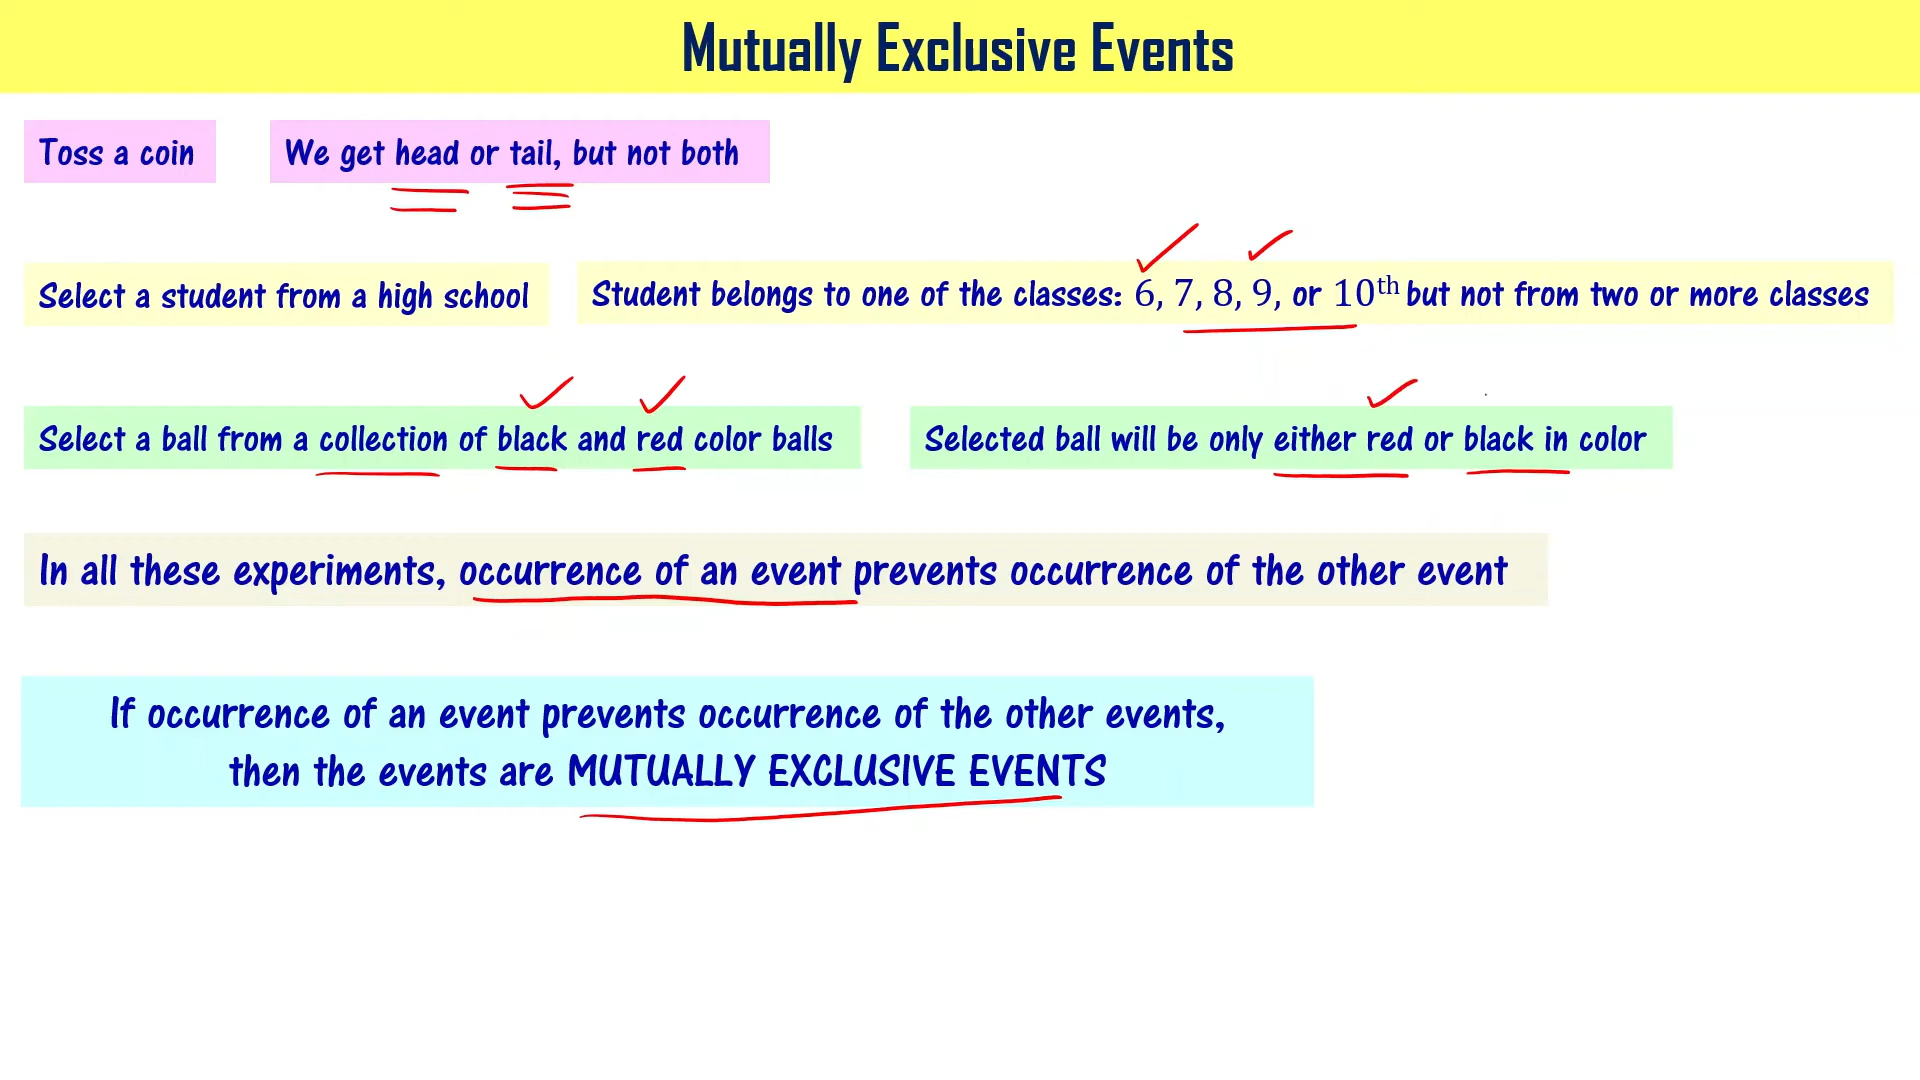 Mutually Exclusive Events
Toss a coin
We get head or tail, but not both
Select a student from a high school
Student belongs to one of the classes: 6, 7, 8, 9, or 10th but not from two or more classes
Select a ball from a collection of black and red color balls
Selected ball will be only either red or black in color
In all these experiments, occurrence of an event prevents occurrence of the other event
If occurrence of an event prevents occurrence of the other events,
then the events are MUTUALLY EXCLUSIVE EVENTS